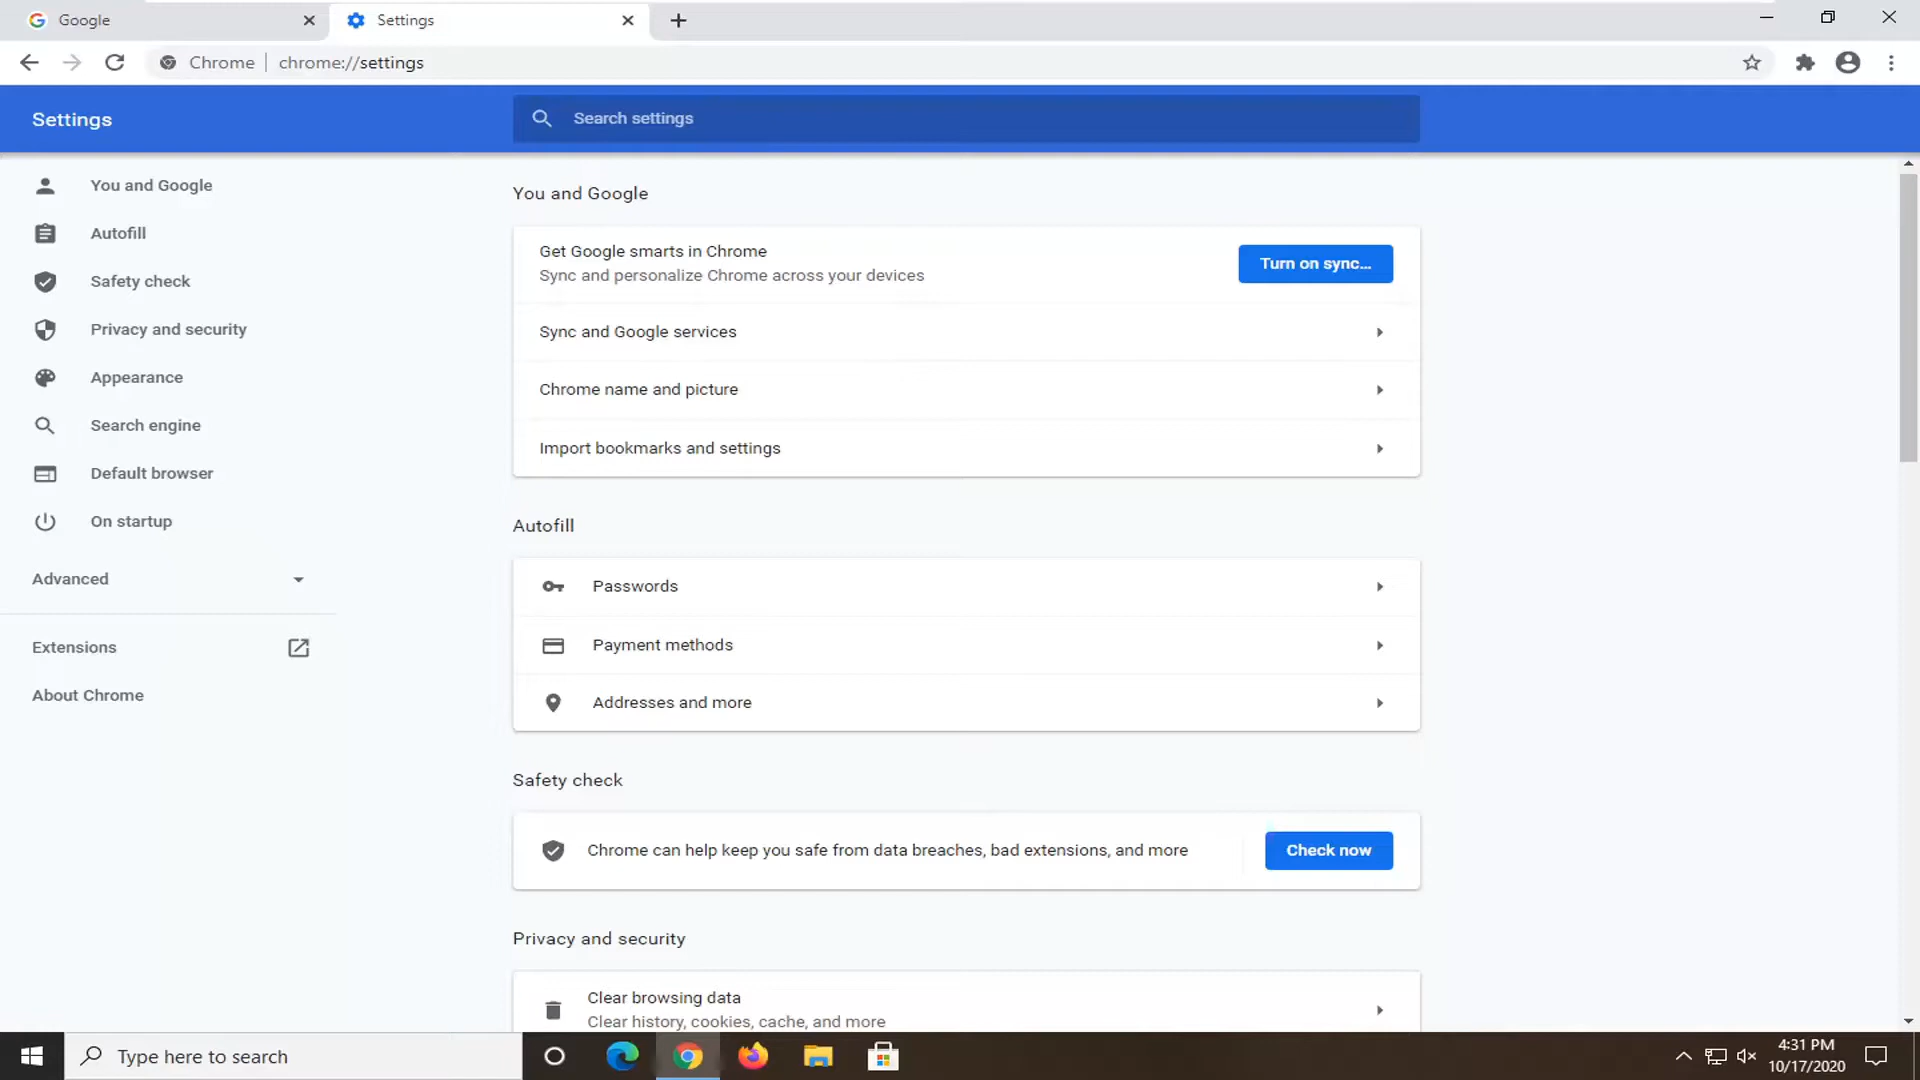 Google
Settings
Chrome
chrome://settings
Settings
Search settings
You and Google
Autofill
Safety check
Privacy and security
Appearance
Search engine
Default browser
On startup
Advanced
Extensions
About Chrome
You and Google
Get Google smarts in Chrome
Sync and personalize Chrome across your devices
Turn on sync...
Sync and Google services
Chrome name and picture
Import bookmarks and settings
Autofill
Passwords
Payment methods
Addresses and more
Safety check
Chrome can help keep you safe from data breaches, bad extensions, and more
Check now
Privacy and security
Clear browsing data
Clear history, cookies, cache, and more
Type here to search
4:31 PM
10/17/2020